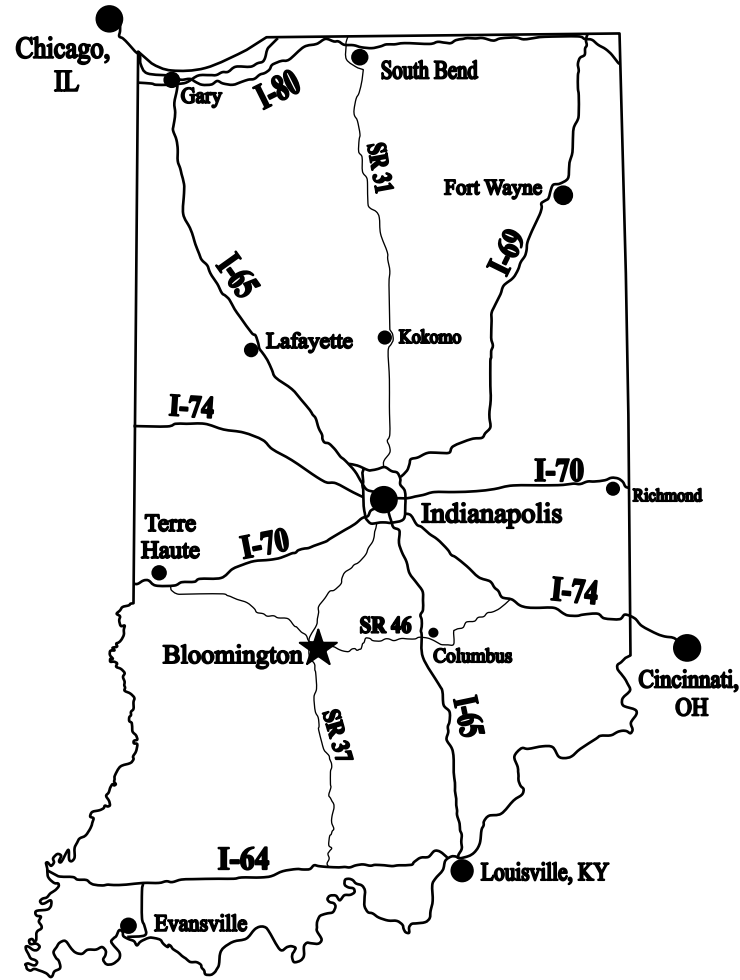 Chicago,
IL
Gary
I-80
South Bend
SR 31
Fort Wayne
I-69
I-65
Lafayette
Kokomo
I-74
I-70
Richmond
Indianapolis
Terre
Haute
I-70
I-74
SR 46
Bloomington
Columbus
Cincinnati,
OH
SR 37
I-65
I-64
Louisville, KY
Evansville